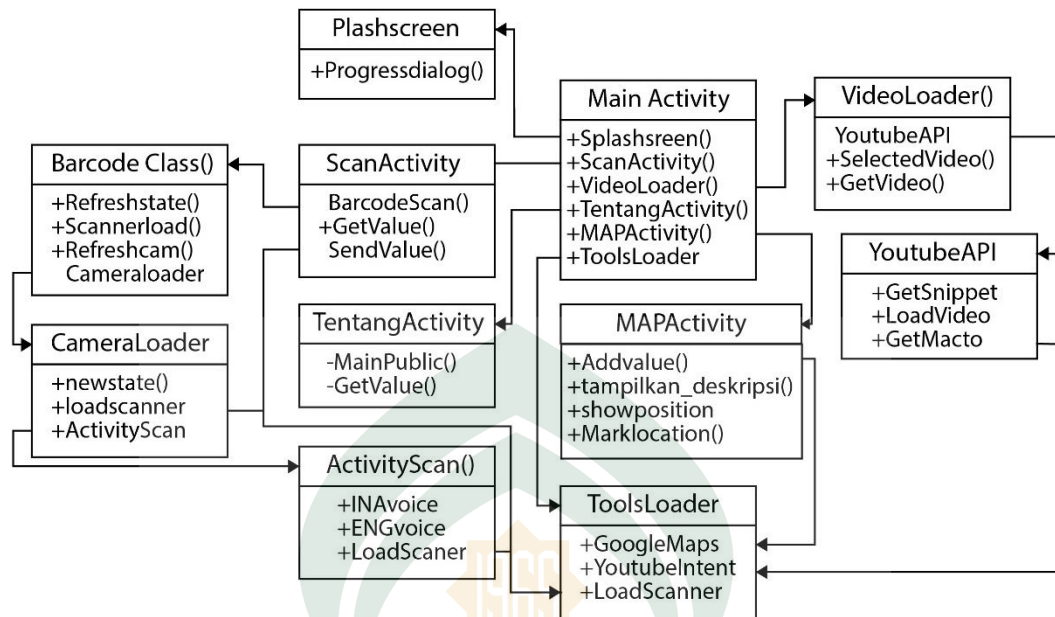 Plashscreen
+Progressdialog()
Main Activity
+Splashsreen()
+ScanActivity()
+VideoLoader()
+TentangActivity()
+MAPActivity()
+ToolsLoader
VideoLoader()
YoutubeAPI
+SelectedVideo()
+GetVideo()
Barcode Class()
+Refreshstate()
+Scannerload()
+Refreshcam()
Cameraloader
ScanActivity
BarcodeScan()
+GetValue()
SendValue()
YoutubeAPI
+GetSnippet
+LoadVideo
+GetMacto
CameraLoader
+newstate()
+loadscanner
+ActivityScan
TentangActivity
-MainPublic()
-GetValue()
MAPActivity
+Addvalue()
+tampilkan_deskripsi()
+showposition
+Marklocation()
ActivityScan()
+INAvoice
+ENGvoice
+LoadScaner
ToolsLoader
+GoogleMaps
+YoutubeIntent
+LoadScanner
1966